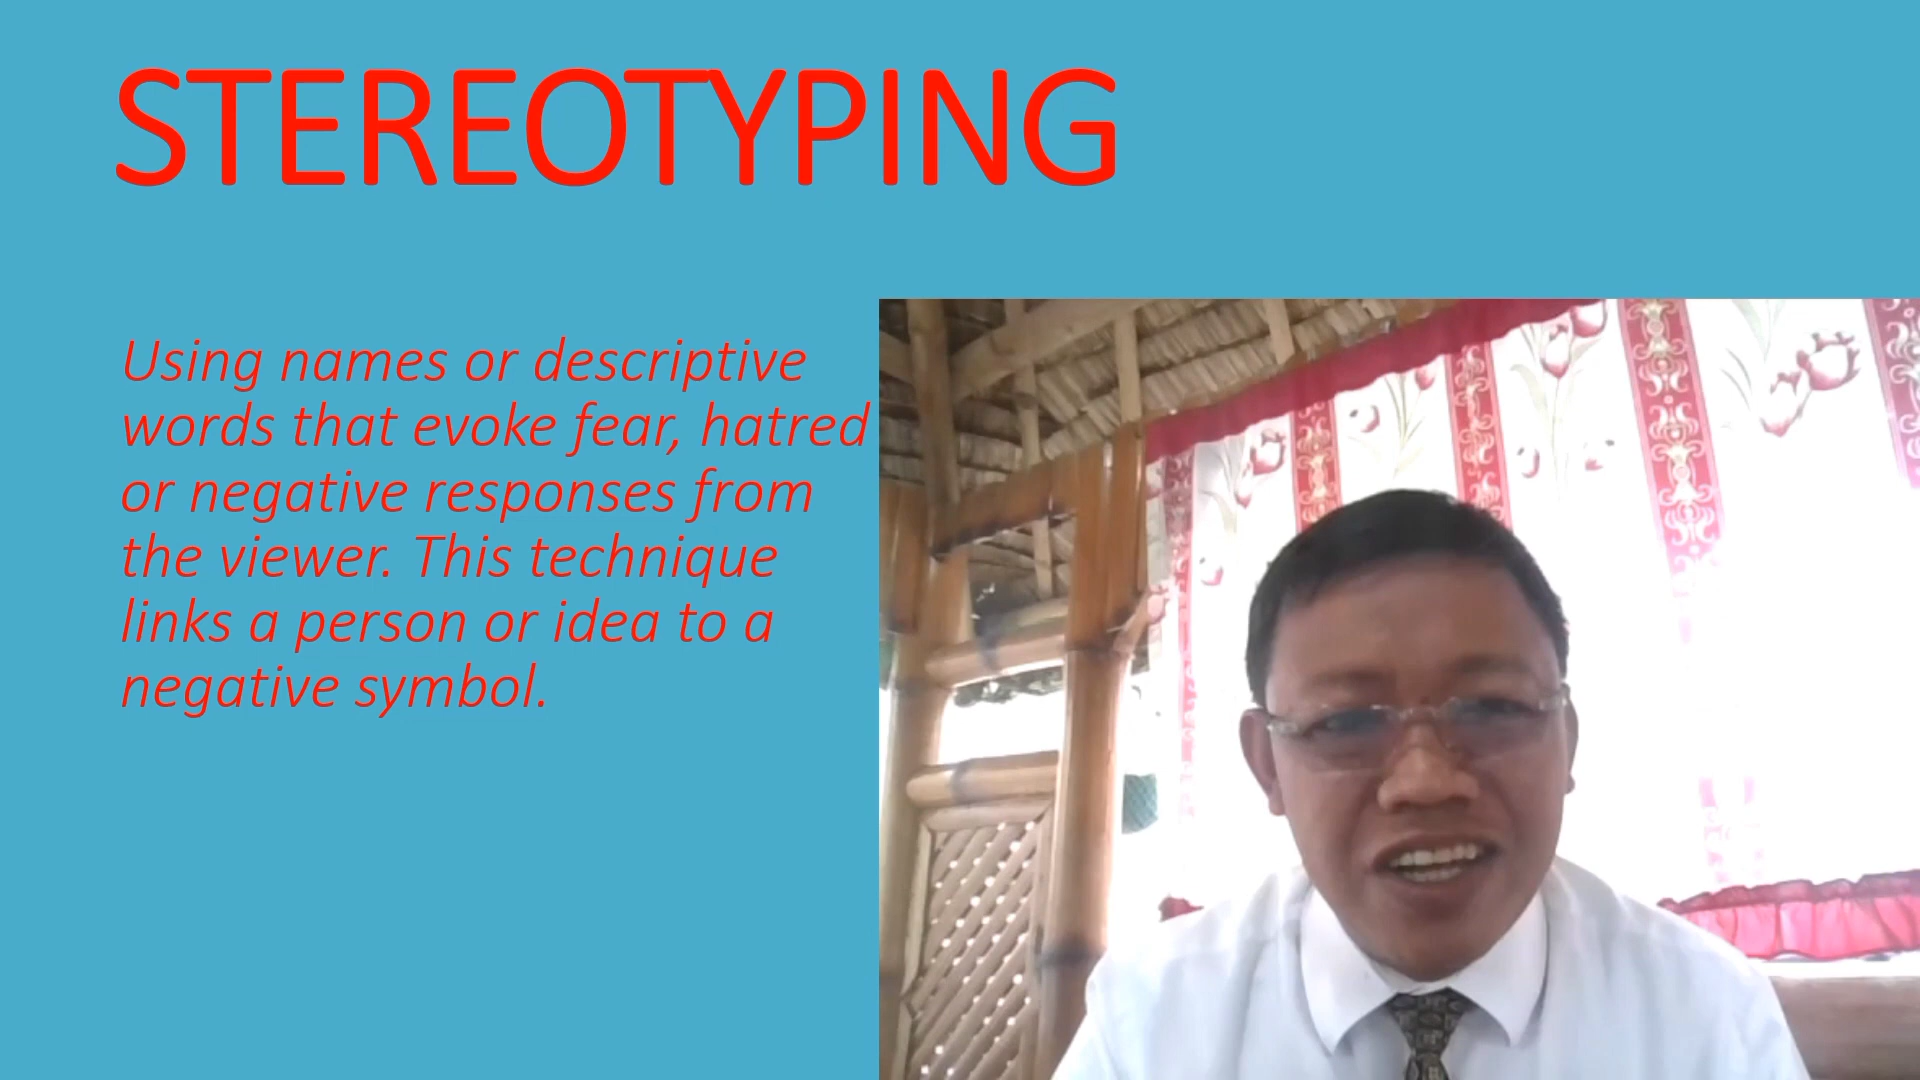 STEREOTYPING
Using names or descriptive
words that evoke fear, hatred
or negative responses from
the viewer. This technique
links a person or idea to a
negative symbol.